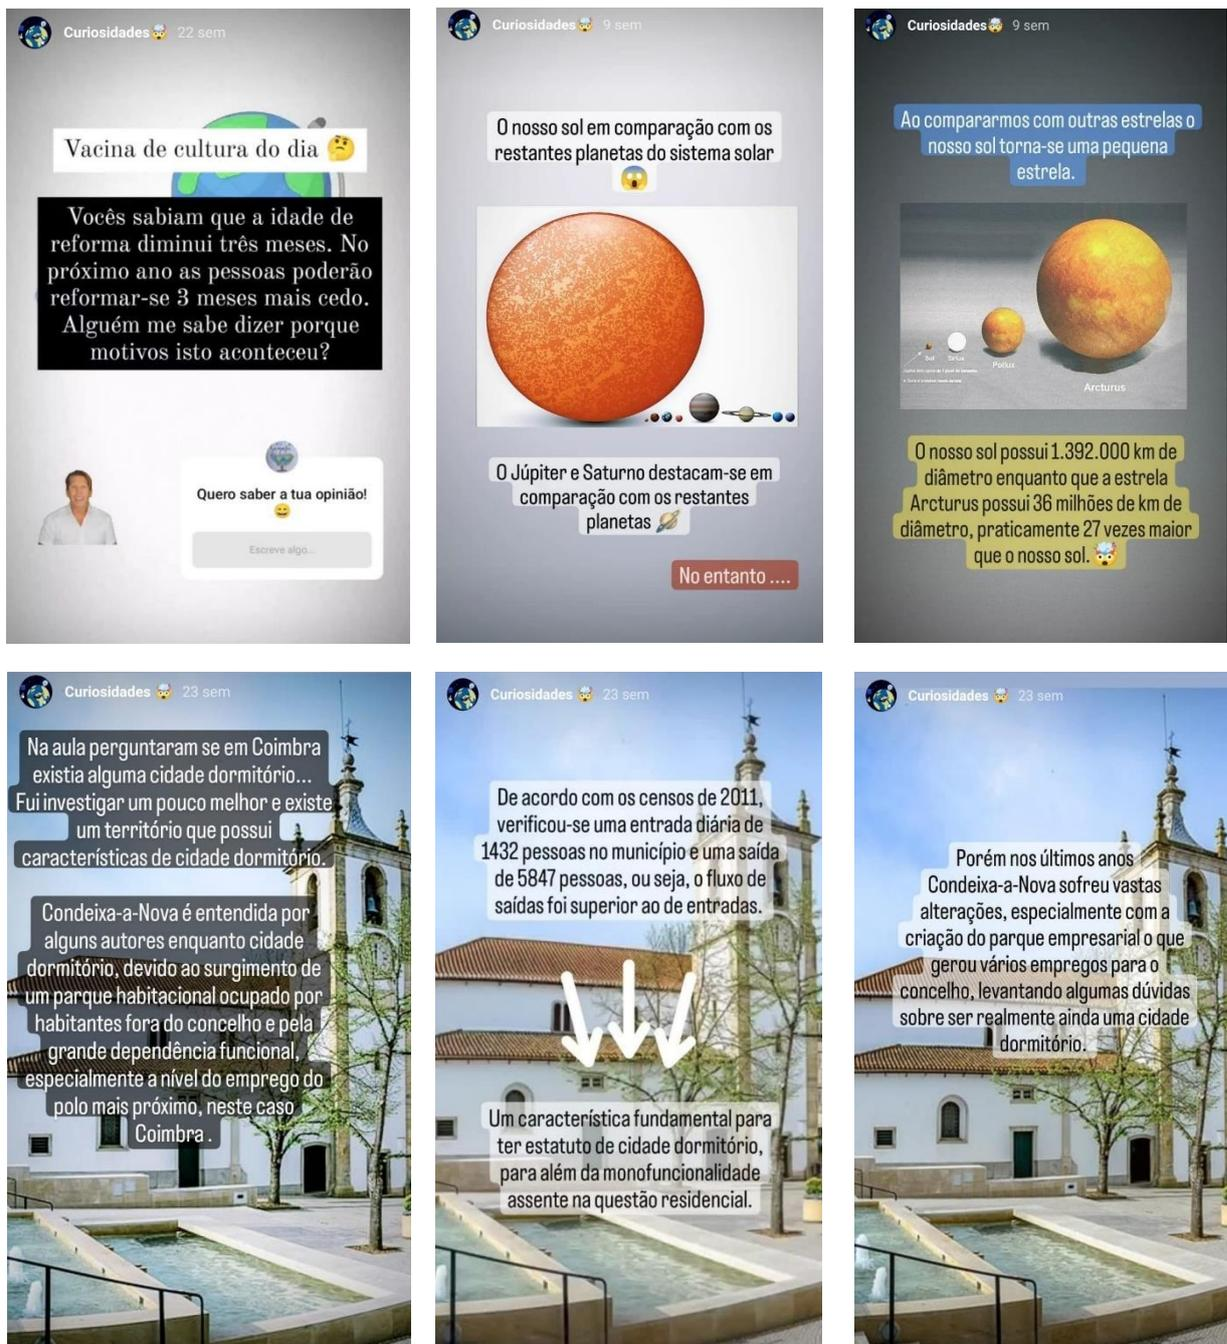 Curiosidades🤯 22 sem
Vacina de cultura do dia 🤔
Vocês sabiam que a idade de
reforma diminui três meses. No
próximo ano as pessoas poderão
reformar-se 3 meses mais cedo.
Alguém me sabe dizer porque
motivos isto aconteceu?
Quero saber a tua opinião!
😄
Escreve algo...
Curiosidades🤯 9 sem
O nosso sol em comparação com os
restantes planetas do sistema solar
😱
O Júpiter e Saturno destacam-se em
comparação com os restantes
planetas 🪐
No entanto ....
Curiosidades🤯 9 sem
Ao compararmos com outras estrelas o
nosso sol torna-se uma pequena
estrela.
Sol
Sirius
Pollux
Arcturus
O nosso sol possui 1.392.000 km de
diâmetro enquanto que a estrela
Arcturus possui 36 milhões de km de
diâmetro, praticamente 27 vezes maior
que o nosso sol.🤯
Curiosidades 🤯 23 sem
Na aula perguntaram se em Coimbra
existia alguma cidade dormitório...
Fui investigar um pouco melhor e existe
um território que possui
características de cidade dormitório.
Condeixa-a-Nova é entendida por
alguns autores enquanto cidade
dormitório, devido ao surgimento de
um parque habitacional ocupado por
habitantes fora do concelho e pela
grande dependência funcional,
especialmente a nível do emprego do
polo mais próximo, neste caso
Coimbra .
Curiosidades 🤯 23 sem
De acordo com os censos de 2011,
verificou-se uma entrada diária de
1432 pessoas no município e uma saída
de 5847 pessoas, ou seja, o fluxo de
saídas foi superior ao de entradas.
Um característica fundamental para
ter estatuto de cidade dormitório,
para além da monofuncionalidade
assente na questão residencial.
Curiosidades 🤯 23 sem
Porém nos últimos anos
Condeixa-a-Nova sofreu vastas
alterações, especialmente com a
criação do parque empresarial o que
gerou vários empregos para o
concelho, levantando algumas dúvidas
sobre ser realmente ainda uma cidade
dormitório.